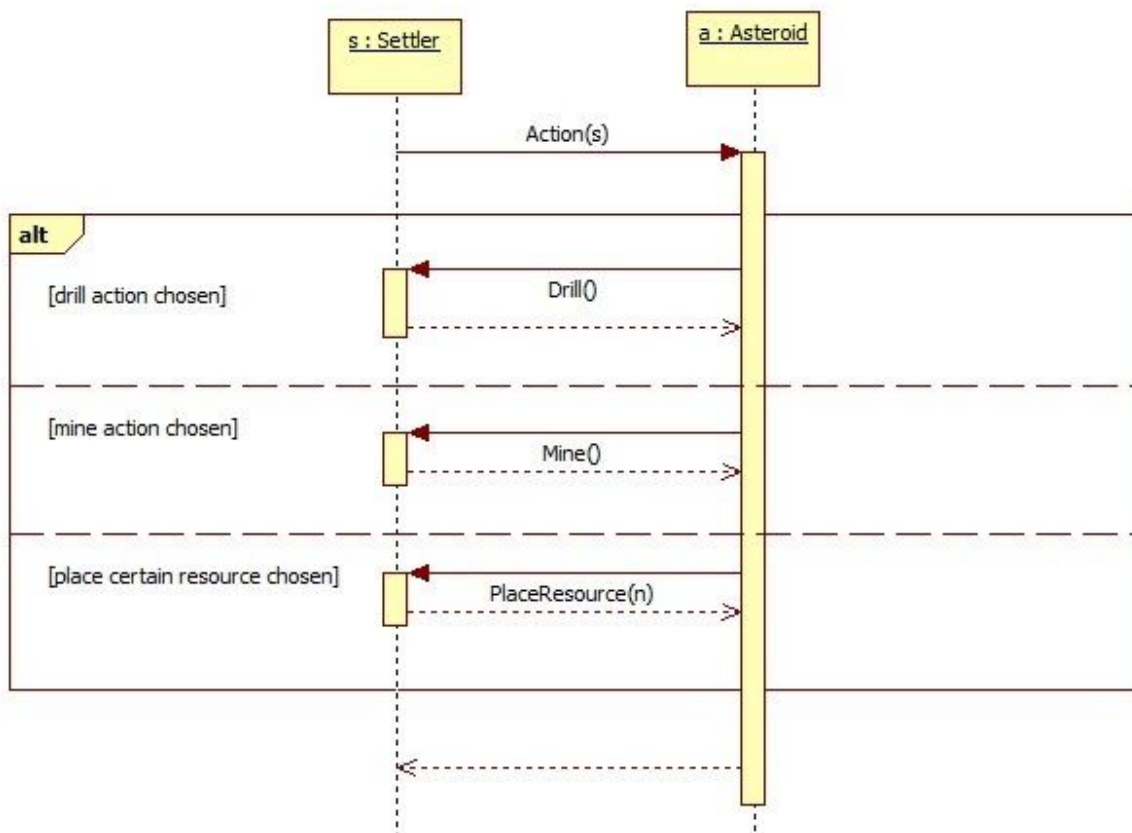 s : Settler
a : Asteroid
Action(s)
alt
[drill action chosen]
Drill()
[mine action chosen]
Mine()
[place certain resource chosen]
PlaceResource(n)